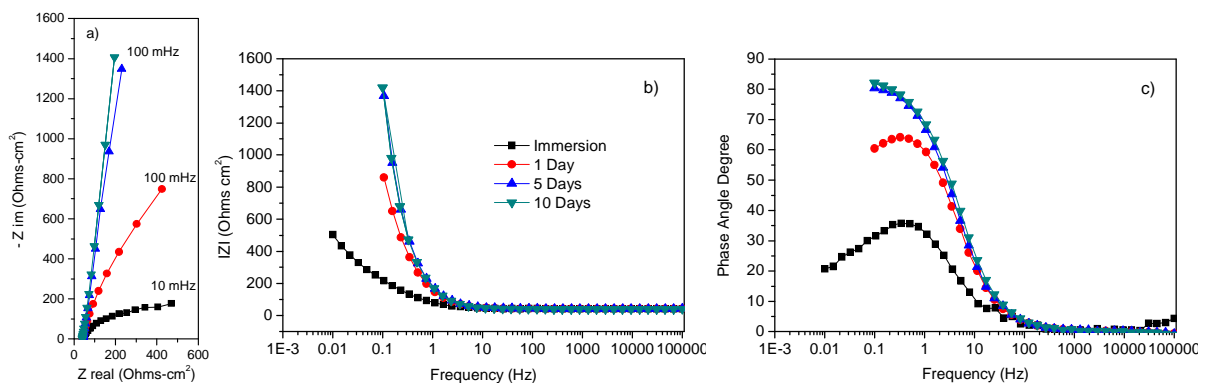 a)
1600
1400
1200
1000
800
600
400
200
0
0 200 400 600
- Z im (Ohms-cm²)
Z real (Ohms-cm²)
100 mHz
100 mHz
10 mHz
b)
1600
1400
1200
1000
800
600
400
200
0
1E-3 0.01 0.1 1 10 100 1000 10000 100000
IZI (Ohms cm²)
Frequency (Hz)
Immersion
1 Day
5 Days
10 Days
c)
90
80
70
60
50
40
30
20
10
0
1E-3 0.01 0.1 1 10 100 1000 10000 100000
Phase Angle Degree
Frequency (Hz)